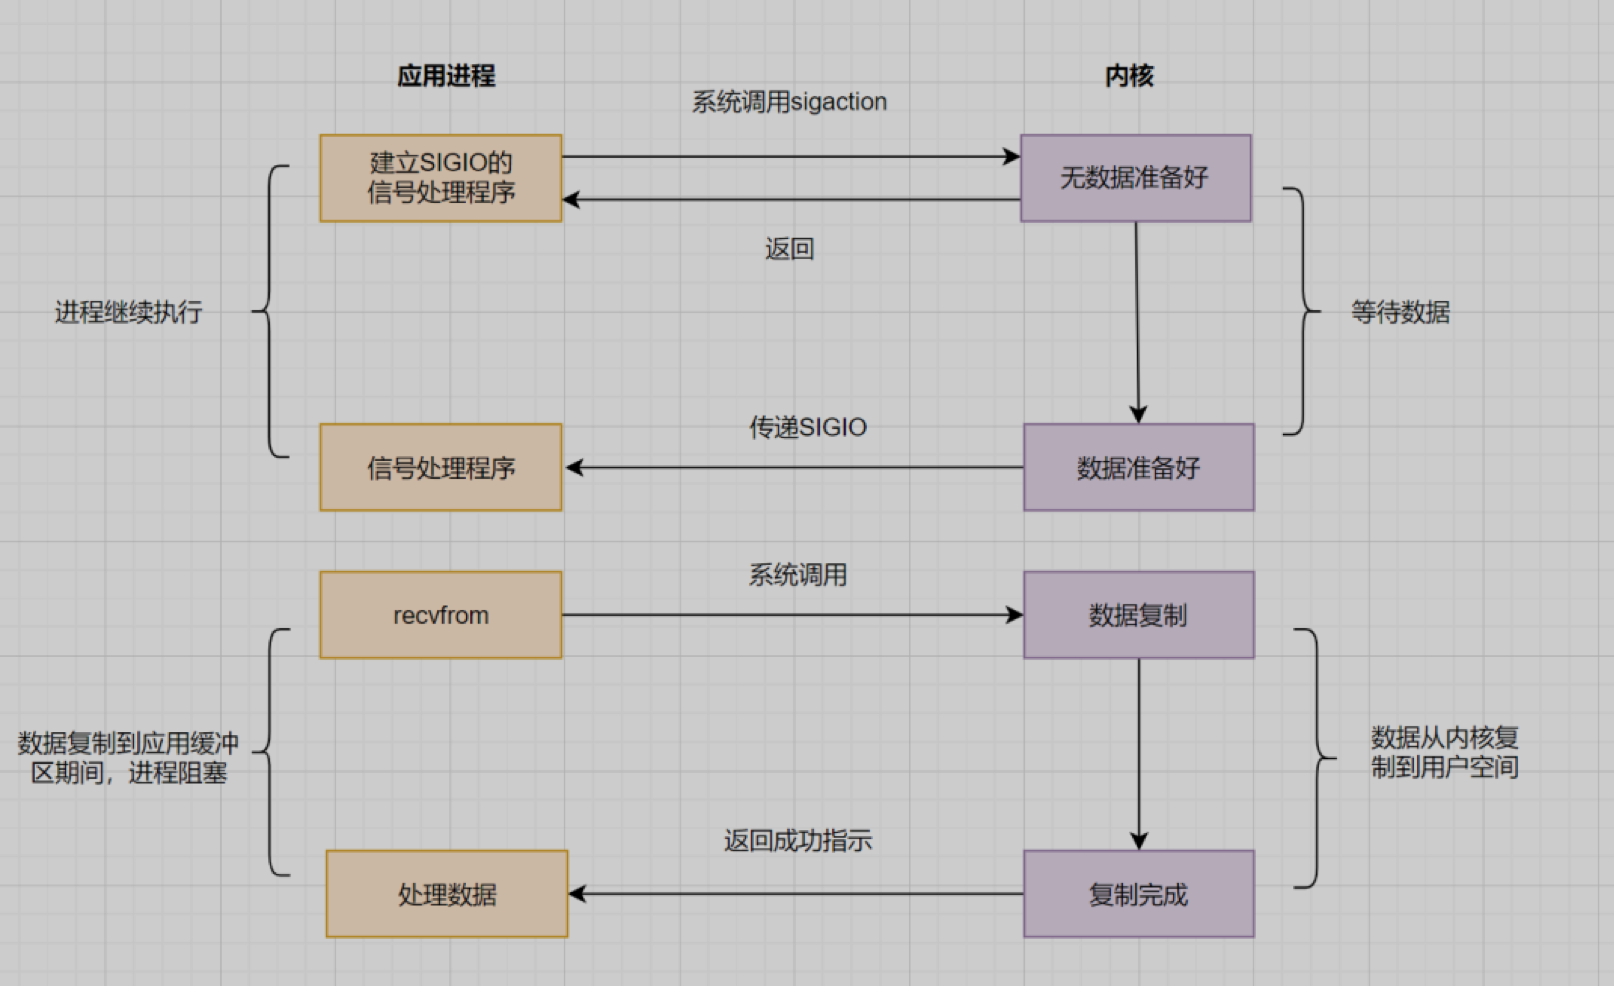 应用进程
内核
系统调用sigaction
建立SIGIO的
信号处理程序
无数据准备好
返回
进程继续执行
等待数据
传递SIGIO
信号处理程序
数据准备好
系统调用
recvfrom
数据复制
数据复制到应用缓冲
区期间，进程阻塞
数据从内核复
制到用户空间
返回成功指示
处理数据
复制完成